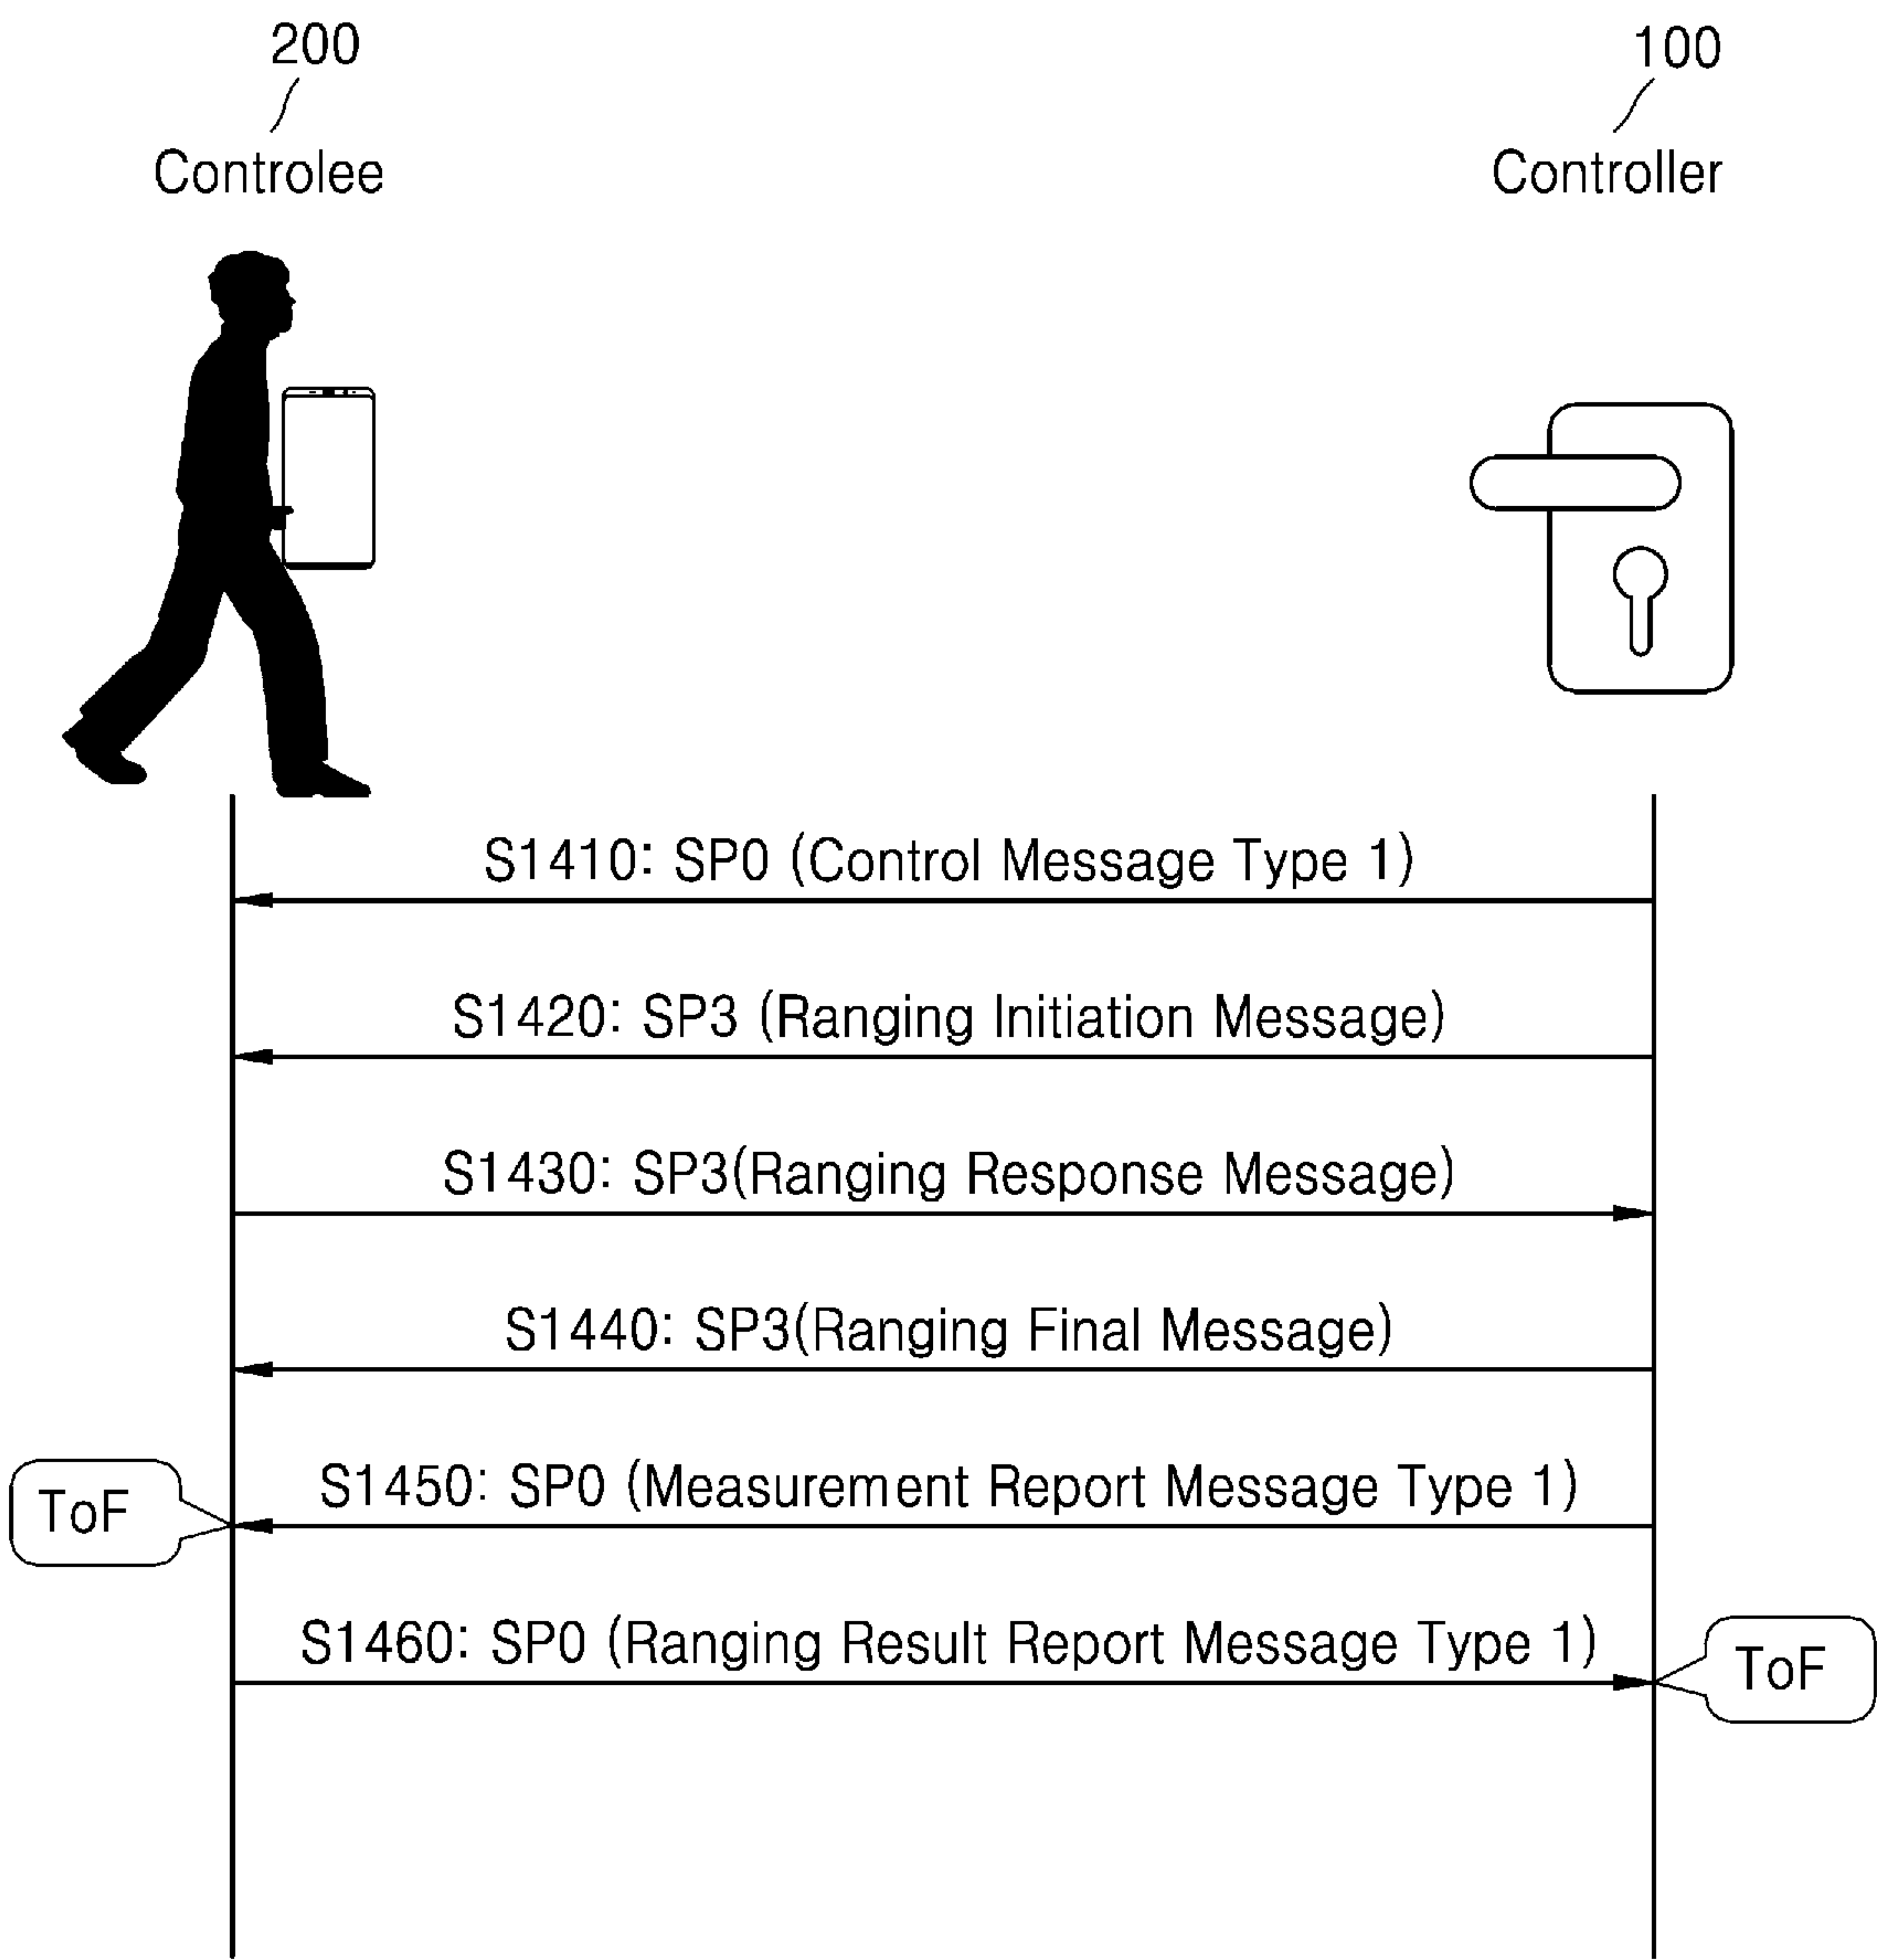 200
100
Controlee
Controller
S1410: SP0 (Control Message Type 1)
S1420: SP3 (Ranging Initiation Message)
S1430: SP3(Ranging Response Message)
S1440: SP3(Ranging Final Message)
S1450: SP0 (Measurement Report Message Type 1)
ToF
S1460: SP0 (Ranging Result Report Message Type 1)
ToF